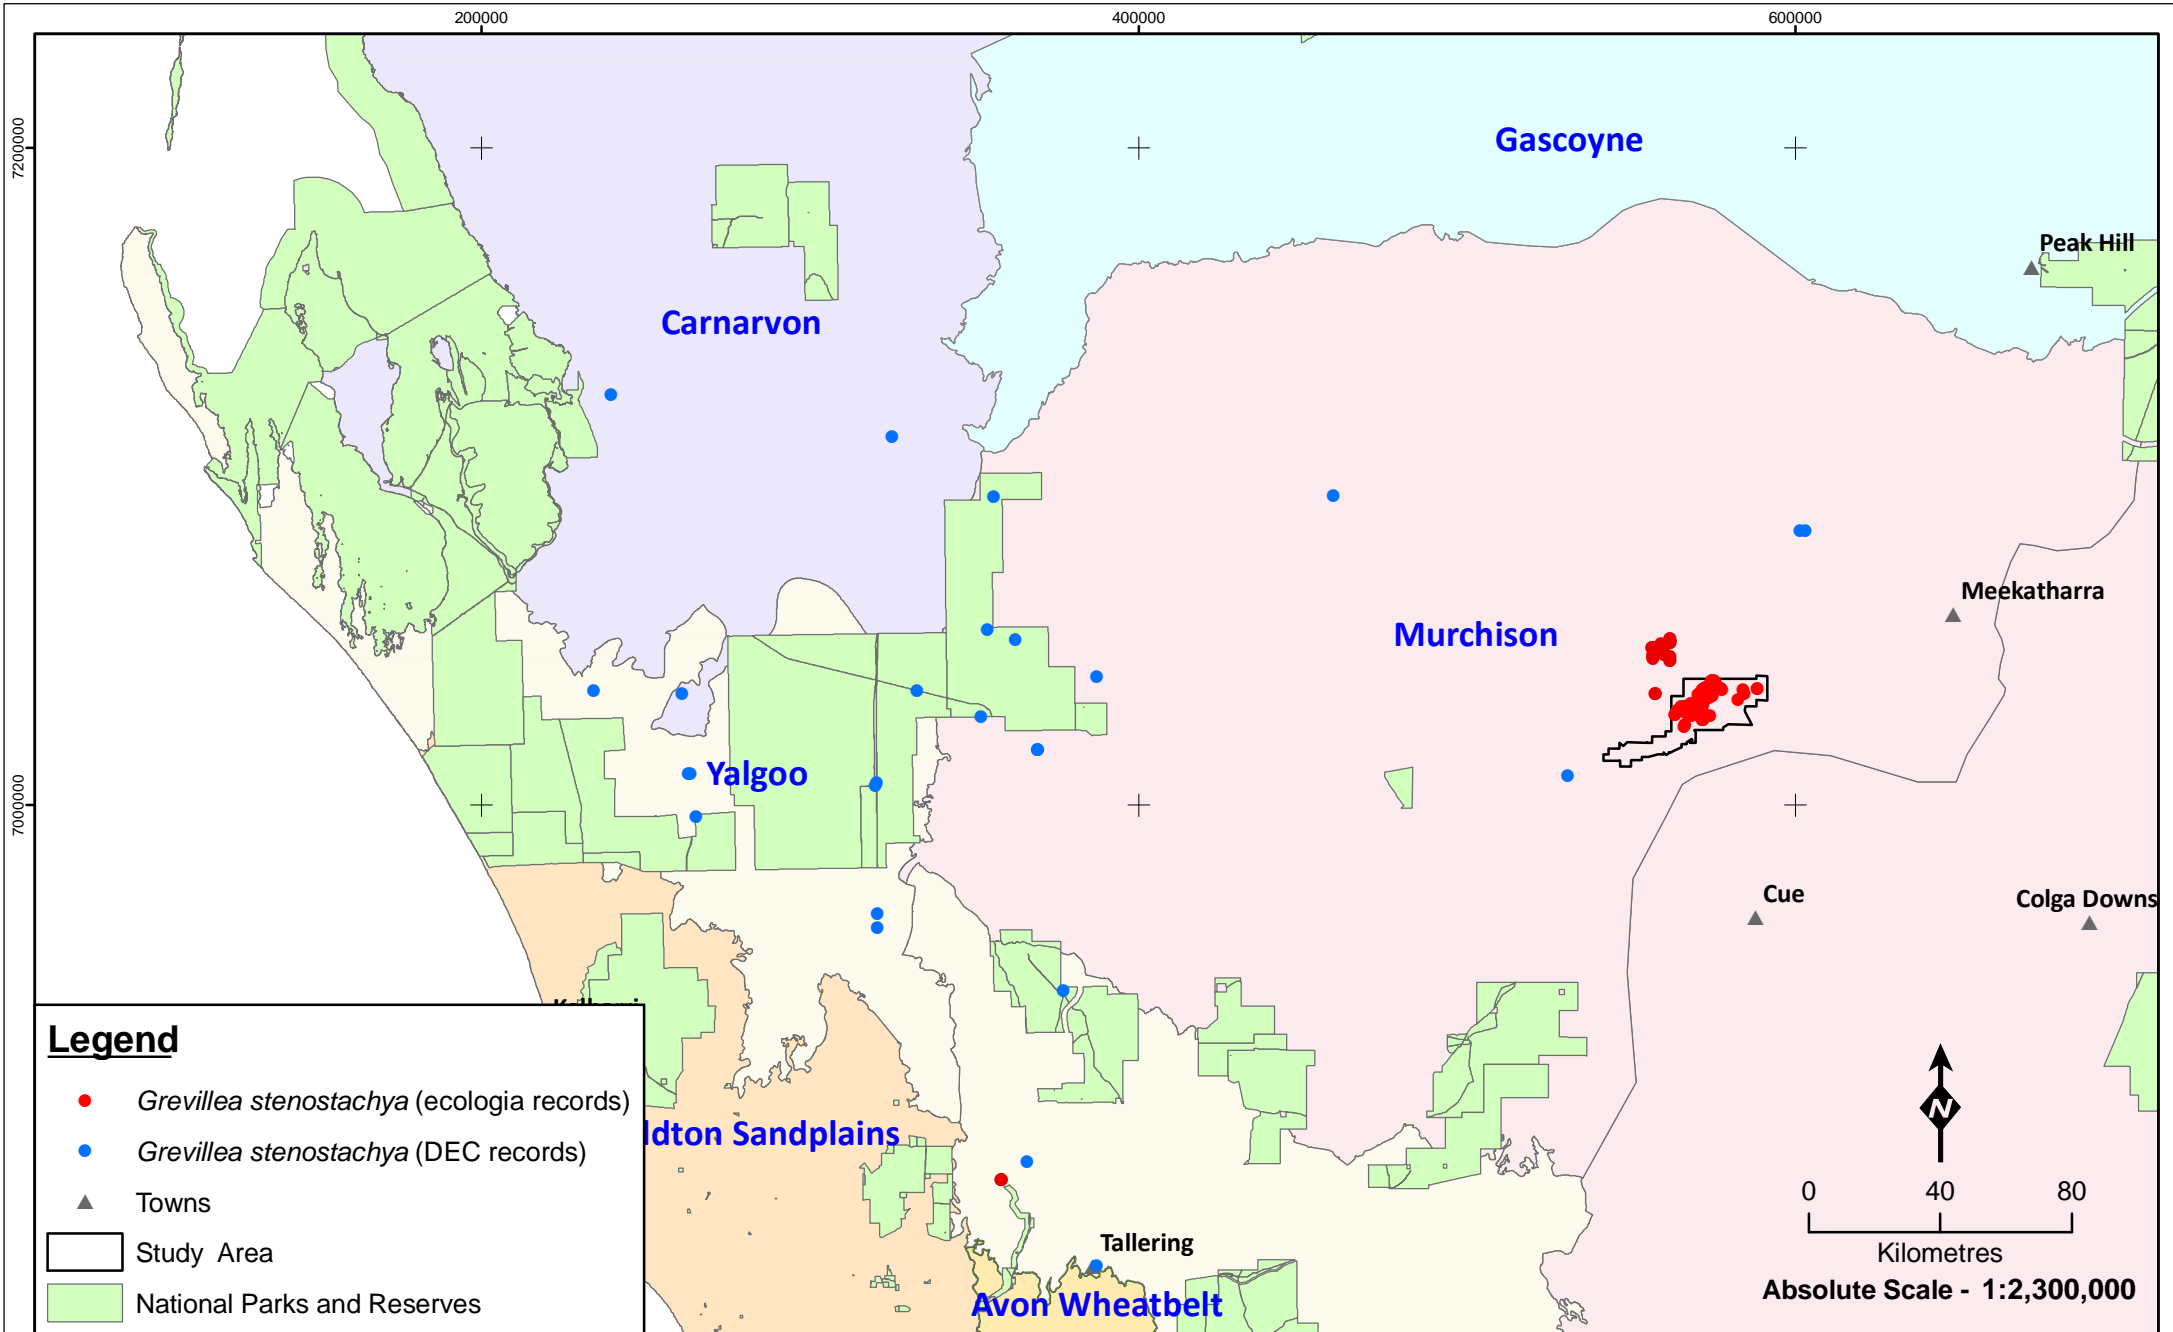 200000 400000 600000
7200000
Gascoyne
Peak Hill
Carnarvon
Meekatharra
Murchison
Yalgoo
7000000
Cue
Colga Downs
Legend
Grevillea stenostachya (ecologia records)
Grevillea stenostachya (DEC records)
Towns
Study Area
National Parks and Reserves
ldton Sandplains
Tallering
Avon Wheatbelt
N
0 40 80
Kilometres
Absolute Scale - 1:2,300,000